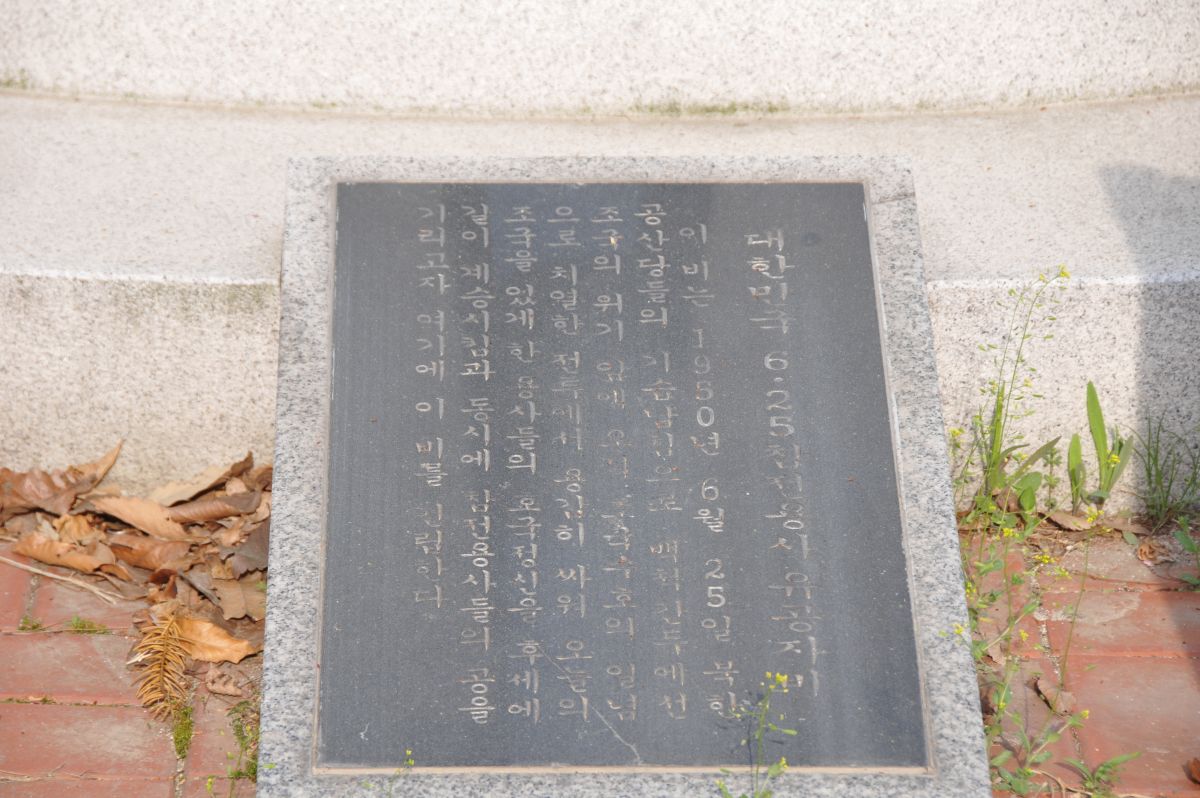 대한민국 6·25참전용사 유공자비
이 비는 1950년 6월 25일 북한
공산당들의 기습남침으로 백척간두에선
조국의 위기 앞에 오직 호국의 일념
으로 치열한 전투에서 용감히 싸워 오늘의
조국을 있게 한 용사들의 호국정신을 후세에
길이 계승시킴과 동시에 참전용사들의 공을
기리고자 여기에 이 비를 건립하다